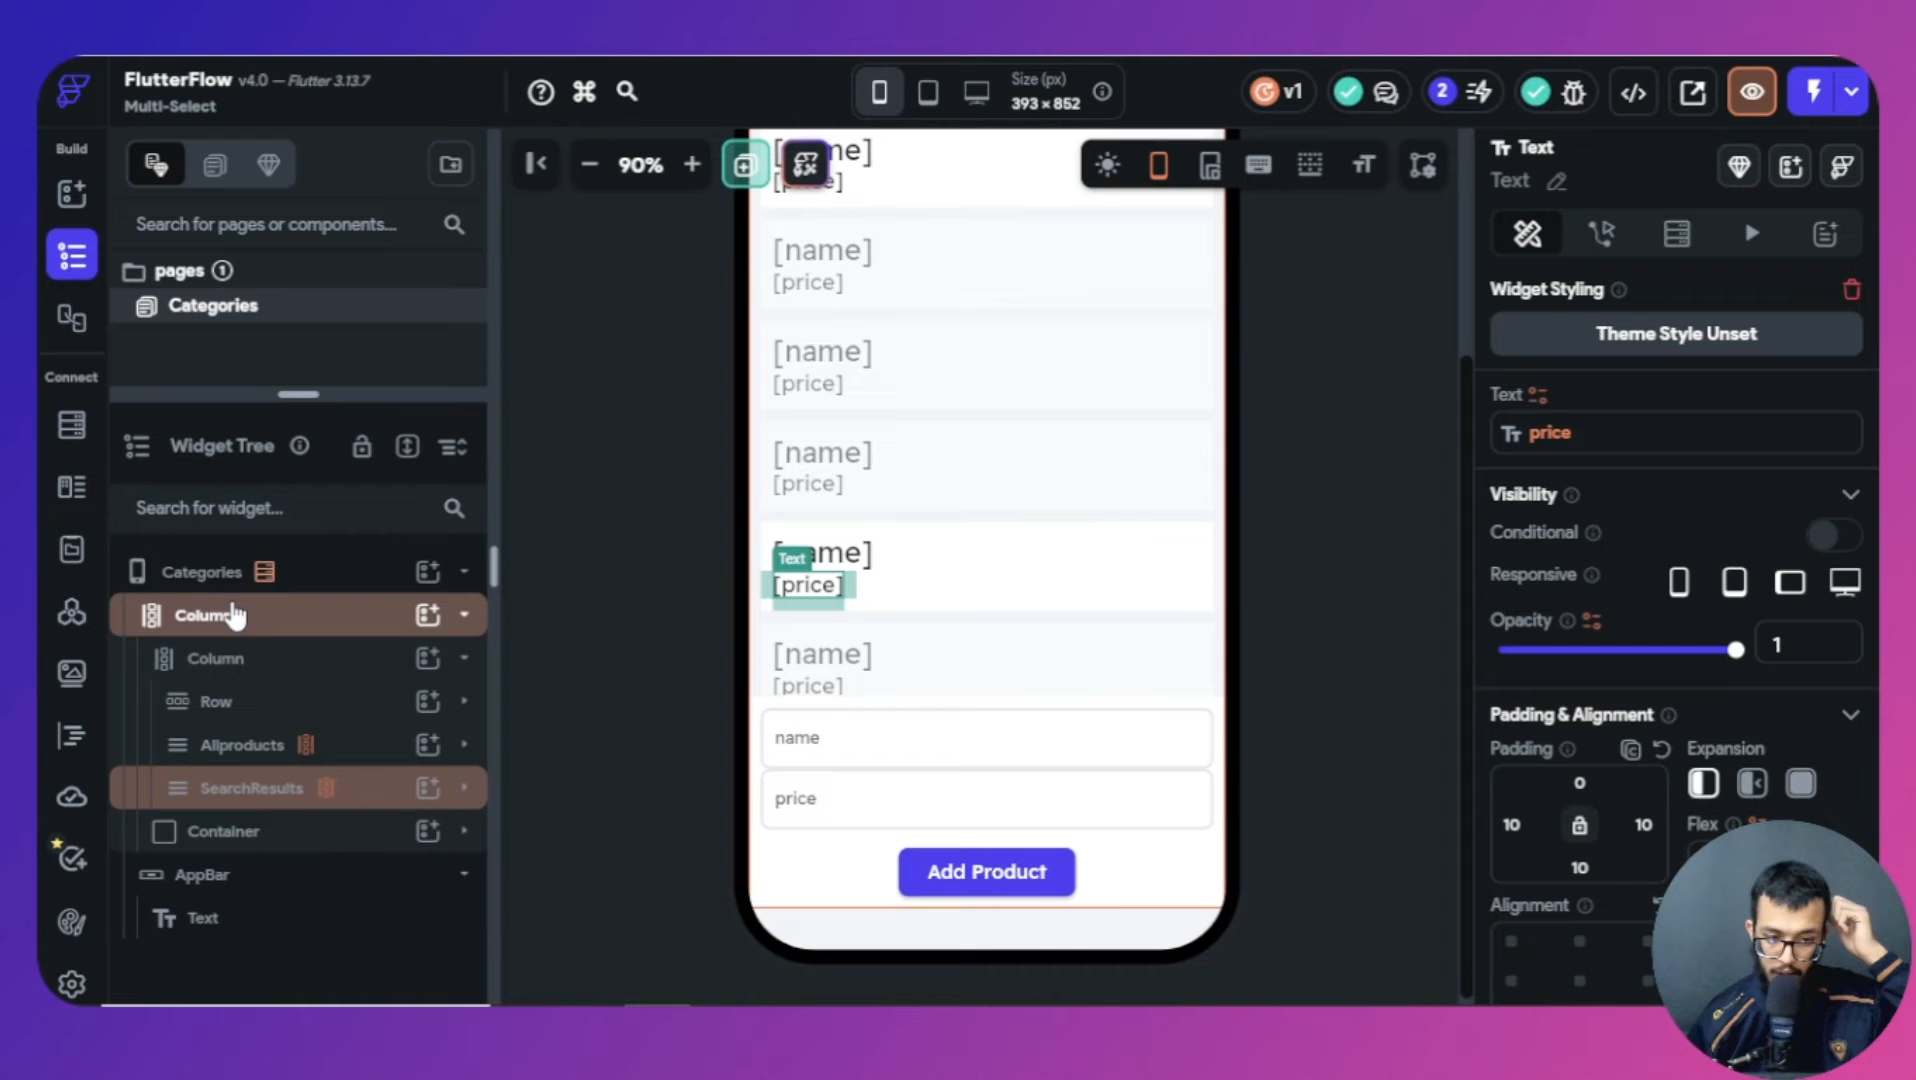 FlutterFlow v4.0 — Flutter 3.13.7
Multi-Select
Size (px)
393 × 852
v1
2
Build
Search for pages or components...
pages 1
Categories
Connect
Widget Tree
Search for widget...
Categories
Column
Column
Row
Allproducts
SearchResults
Container
AppBar
Text
90%
[price]
[name]
[price]
[name]
[price]
[name]
[price]
Text
[price]
[name]
[price]
name
price
Add Product
Text
Text
Widget Styling
Theme Style Unset
Text
price
Visibility
Conditional
Responsive
Opacity
1
Padding & Alignment
Padding
Expansion
0
10
10
10
Flex
Alignment